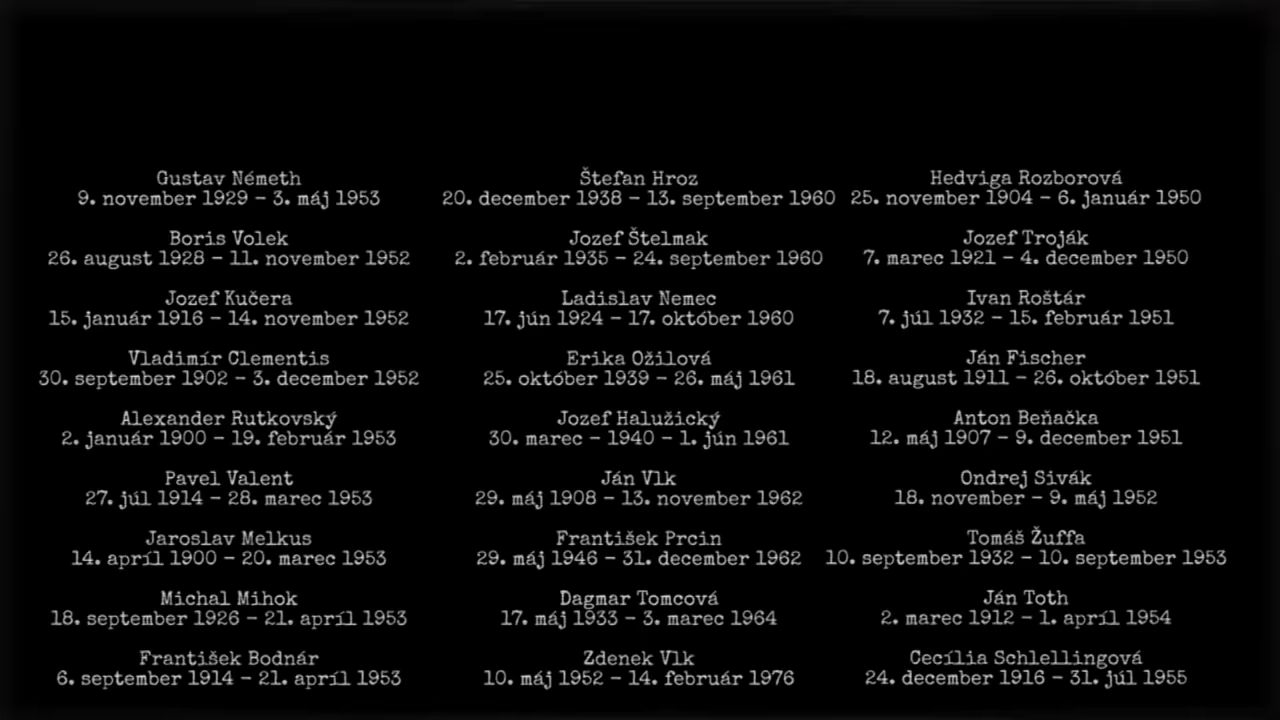 Gustav Németh
9. november 1929 – 3. máj 1953
Boris Volek
26. august 1928 – 11. november 1952
Jozef Kučera
15. január 1916 – 14. november 1952
Vladimír Clementis
30. september 1902 – 3. december 1952
Alexander Rutkovský
2. január 1900 – 19. február 1953
Pavel Valent
27. júl 1914 – 28. marec 1953
Jaroslav Melkus
14. apríl 1900 – 20. marec 1953
Michal Mihok
18. september 1926 – 21. apríl 1953
František Bodnár
6. september 1914 – 21. apríl 1953
Štefan Hroz
20. december 1938 – 13. september 1960
Jozef Štelmak
2. február 1935 – 24. september 1960
Ladislav Nemec
17. jún 1924 – 17. október 1960
Erika Ožilová
25. október 1939 – 26. máj 1961
Jozef Halužický
30. marec – 1940 – 1. jún 1961
Ján Vlk
29. máj 1908 – 13. november 1962
František Prcin
29. máj 1946 – 31. december 1962
Dagmar Tomcová
17. máj 1933 – 3. marec 1964
Zdenek Vlk
10. máj 1952 – 14. február 1976
Hedviga Rozborová
25. november 1904 – 6. január 1950
Jozef Troják
7. marec 1921 – 4. december 1950
Ivan Roštár
7. júl 1932 – 15. február 1951
Ján Fischer
18. august 1911 – 26. október 1951
Anton Beňačka
12. máj 1907 – 9. december 1951
Ondrej Sivák
18. november – 9. máj 1952
Tomáš Žuffa
10. september 1932 – 10. september 1953
Ján Toth
2. marec 1912 – 1. apríl 1954
Cecília Schlellingová
24. december 1916 – 31. júl 1955